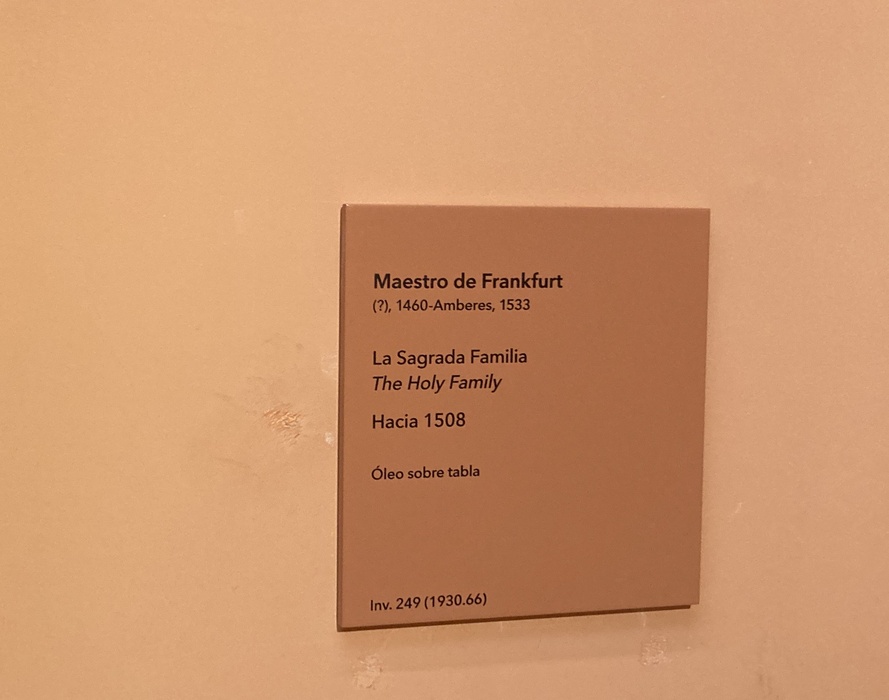 Maestro de Frankfurt
(?), 1460-Amberes, 1533
La Sagrada Familia
The Holy Family
Hacia 1508
Óleo sobre tabla
Inv. 249 (1930.66)